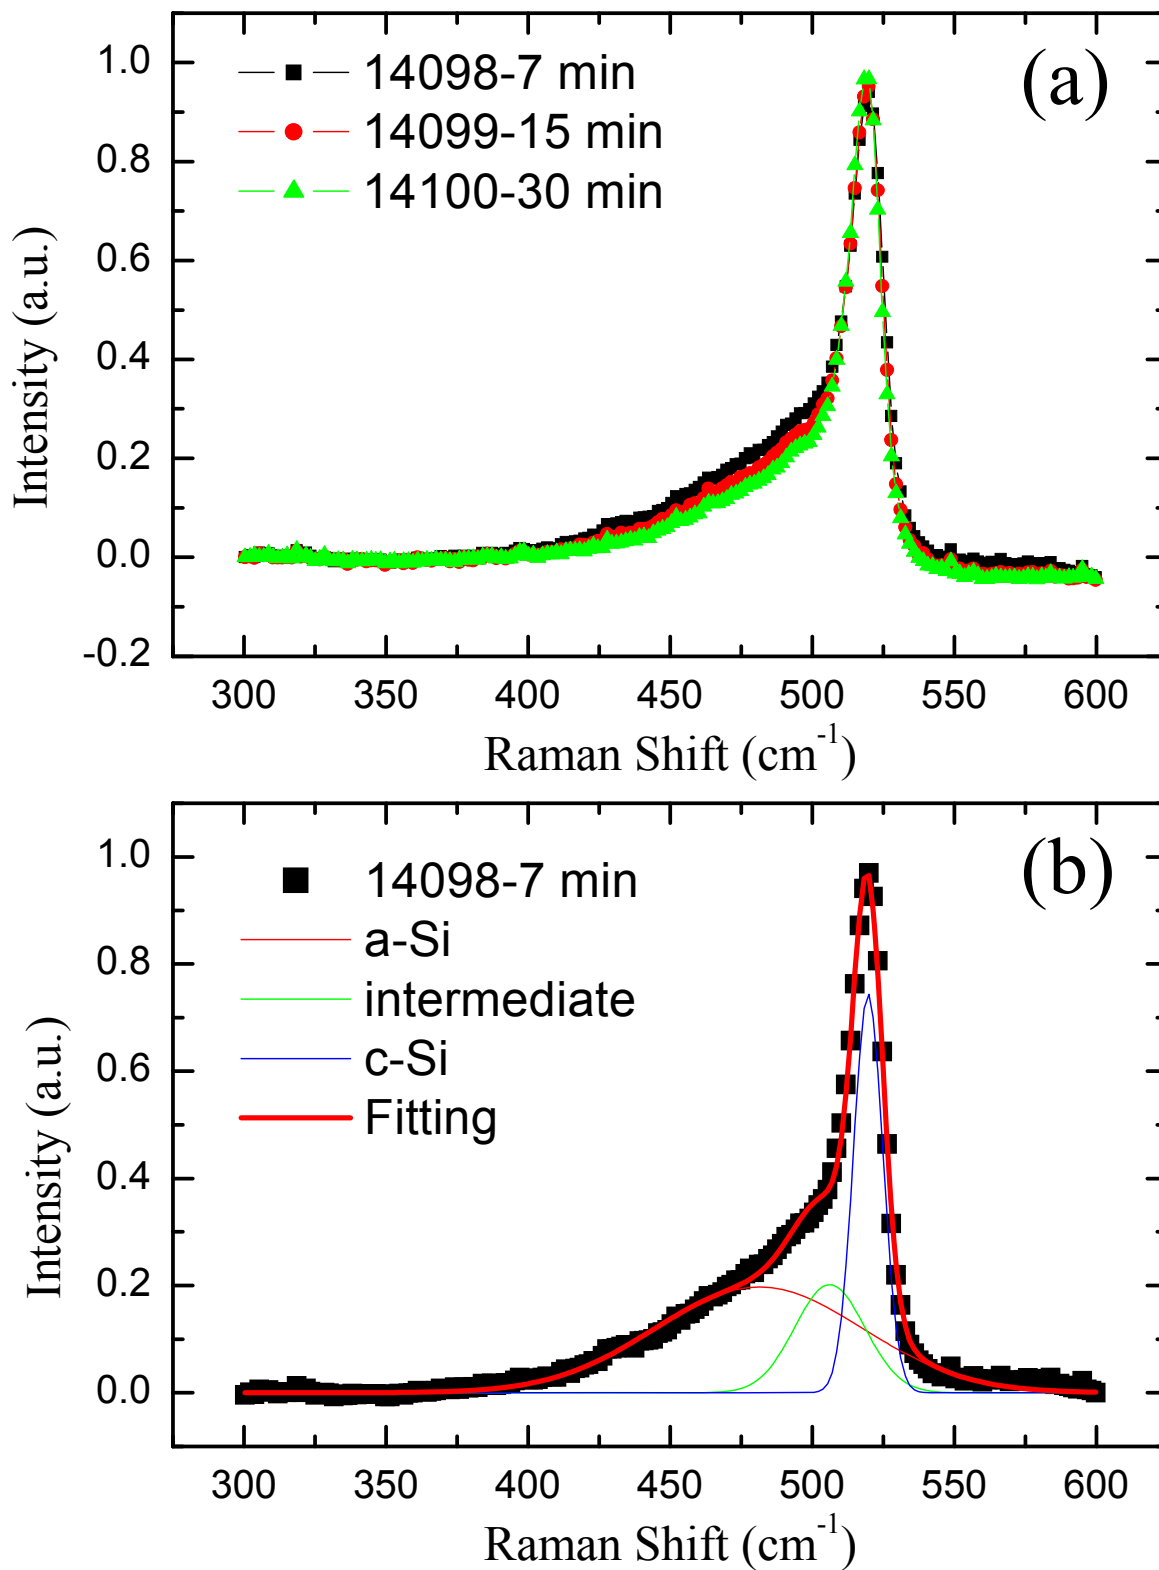 (a)
14098-7 min
14099-15 min
14100-30 min
1.0
0.8
0.6
0.4
0.2
0.0
-0.2
Intensity (a.u.)
300 350 400 450 500 550 600
Raman Shift (cm⁻¹)
(b)
14098-7 min
a-Si
intermediate
c-Si
Fitting
1.0
0.8
0.6
0.4
0.2
0.0
Intensity (a.u.)
300 350 400 450 500 550 600
Raman Shift (cm⁻¹)